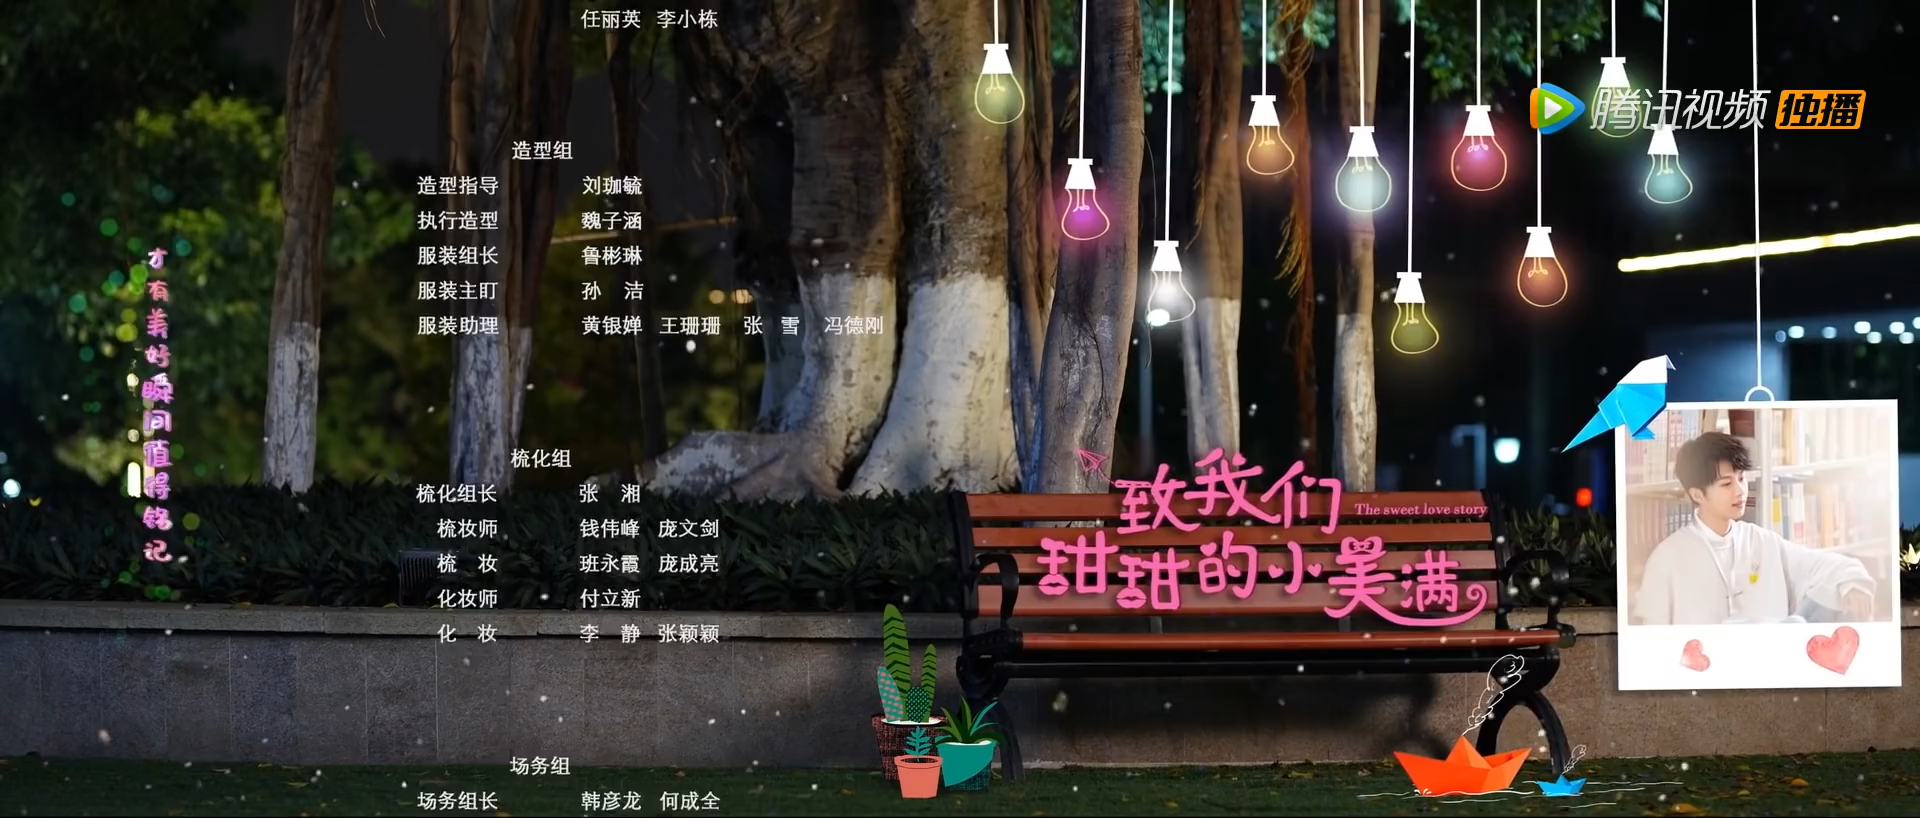 任丽英 李小栋
造型组
造型指导 刘珈毓
执行造型 魏子涵
服装组长 鲁彬琳
服装主盯 孙 洁
服装助理 黄银婵 王珊珊 张 雪 冯德刚
梳化组
梳化组长 张 湘
梳妆师 钱伟峰 庞文剑
梳 妆 班永霞 庞成亮
化妆师 付立新
化 妆 李 静 张颖颖
场务组
场务组长 韩彦龙 何成全
才有美好瞬间值得铭记
腾讯视频 独播
致我们
The sweet love story
甜甜的小美满